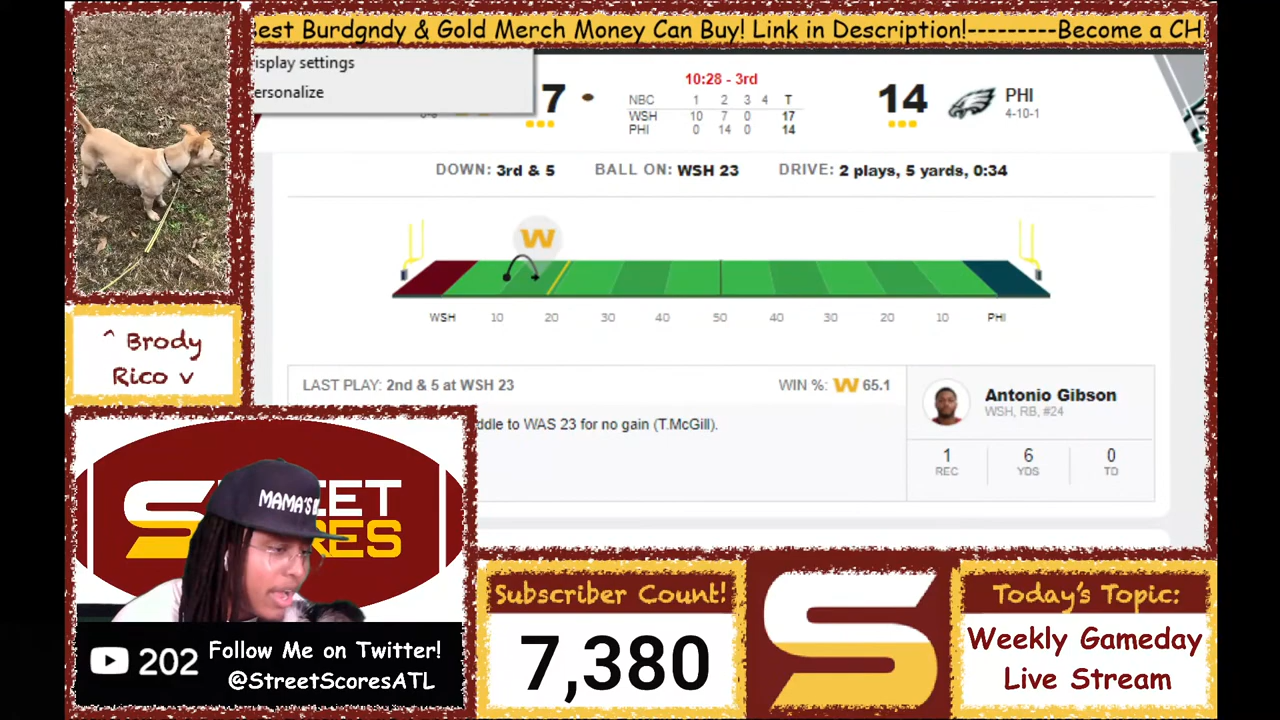 est Burdgndy & Gold Merch Money Can Buy! Link in Description!---------Become a CH
isplay settings
ersonalize
7
10:28 - 3rd
NBC 1 2 3 4 T
WSH 10 7 0 17
PHI 0 14 0 14
14
PHI
4-10-1
DOWN: 3rd & 5 BALL ON: WSH 23 DRIVE: 2 plays, 5 yards, 0:34
W
WSH 10 20 30 40 50 40 30 20 10 PHI
^ Brody
Rico v
LAST PLAY: 2nd & 5 at WSH 23
WIN %: W 65.1
ddle to WAS 23 for no gain (T.McGill).
Antonio Gibson
WSH, RB, #24
1 6 0
REC YDS TD
MAMA'S
202
Follow Me on Twitter!
@StreetScoresATL
Subscriber Count!
7,380
S
Today's Topic:
Weekly Gameday
Live Stream